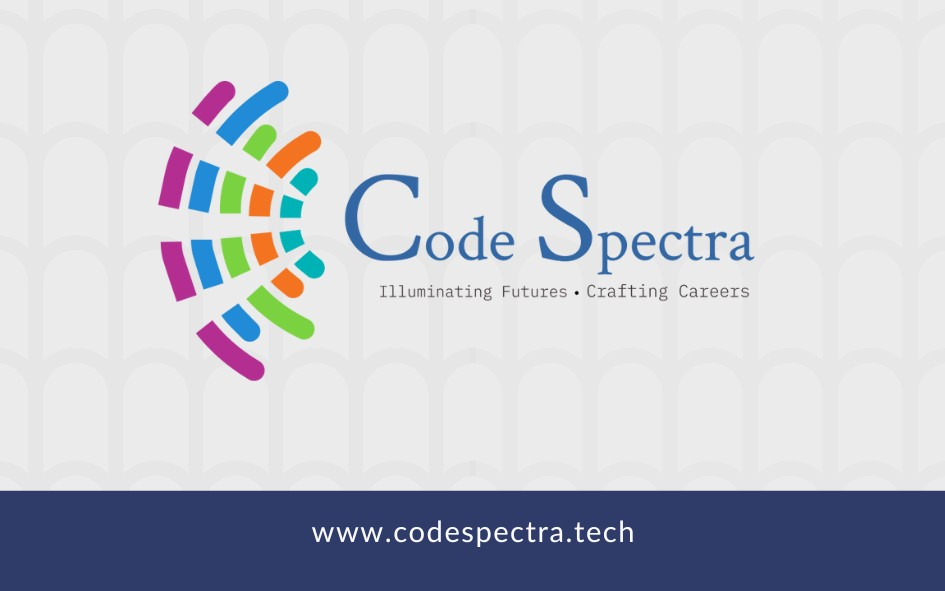 Code Spectra
Illuminating Futures • Crafting Careers
www.codespectra.tech